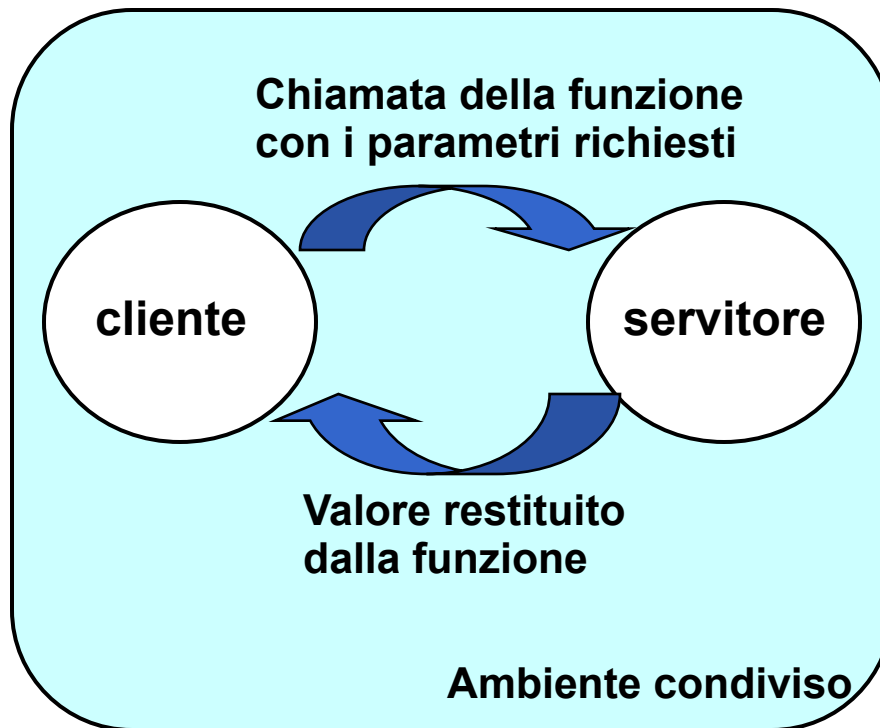 Chiamata della funzione
con i parametri richiesti
cliente
servitore
Valore restituito
dalla funzione
Ambiente condiviso